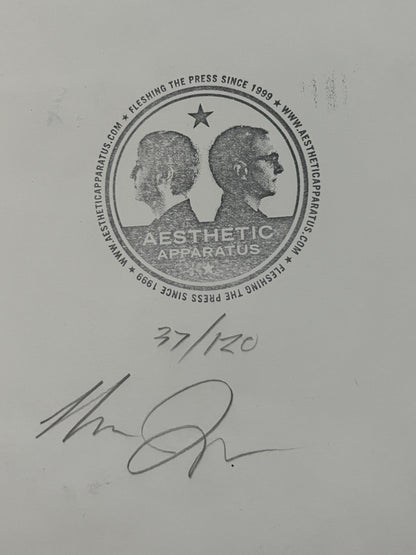 ★ FLESHING THE PRESS SINCE 1999 ★ WWW.AESTHETICAPPARATUS.COM ★ FLESHING THE PRESS SINCE 1999 ★ WWW.AESTHETICAPPARATUS.COM
AESTHETIC
APPARATUS
37/120